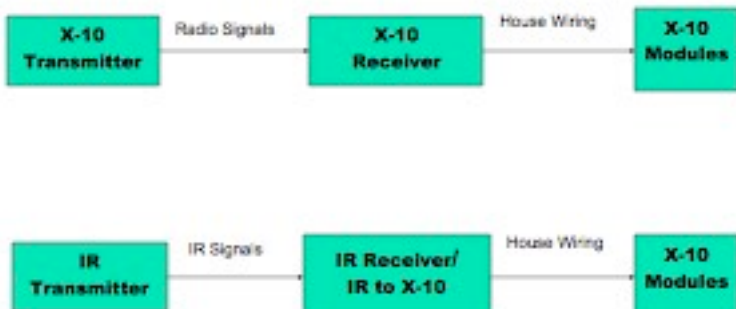 X-10
Transmitter
Radio Signals
X-10
Receiver
House Wiring
X-10
Modules
IR
Transmitter
IR Signals
IR Receiver/
IR to X-10
House Wiring
X-10
Modules